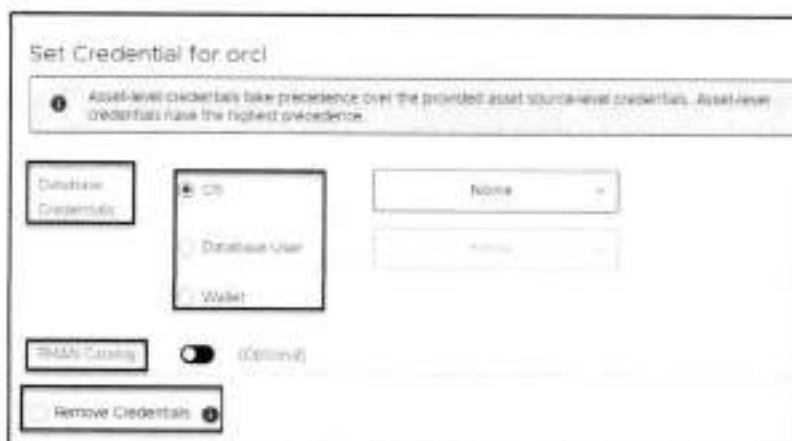 Set Credential for orcl
Asset-level credentials take precedence over the provided asset source-level credentials. Asset-level
credentials have the highest precedence.
Database
Credentials
OS
None
Database User
Wallet
RMAN Catalog
(Optional)
Remove Credentials